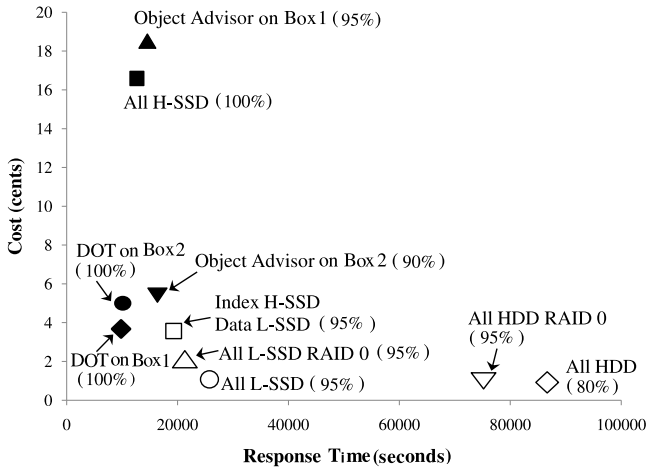 20
18
16
14
12
10
8
6
4
2
0
Cost (cents)
Object Advisor on Box1 (95%)
All H-SSD (100%)
DOT on Box2
(100%)
Object Advisor on Box2 (90%)
Index H-SSD
Data L-SSD (95%)
DOT on Box1
(100%)
All L-SSD RAID 0 (95%)
All L-SSD (95%)
All HDD RAID 0
(95%)
All HDD
(80%)
0 20000 40000 60000 80000 100000
Response Time (seconds)